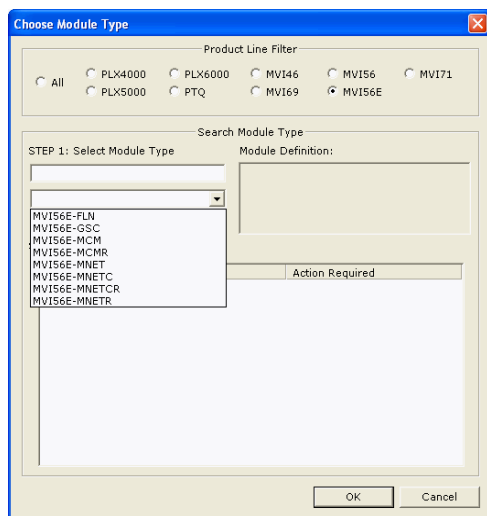 Choose Module Type
Product Line Filter
All
PLX4000
PLX6000
MVI46
MVI56
MVI71
PLX5000
PTQ
MVI69
MVI56E
Search Module Type
STEP 1: Select Module Type
Module Definition:
MVI56E-FLN
MVI56E-GSC
MVI56E-MCM
MVI56E-MCMR
MVI56E-MNET
MVI56E-MNETC
MVI56E-MNETCR
MVI56E-MNETR
Action Required
OK
Cancel